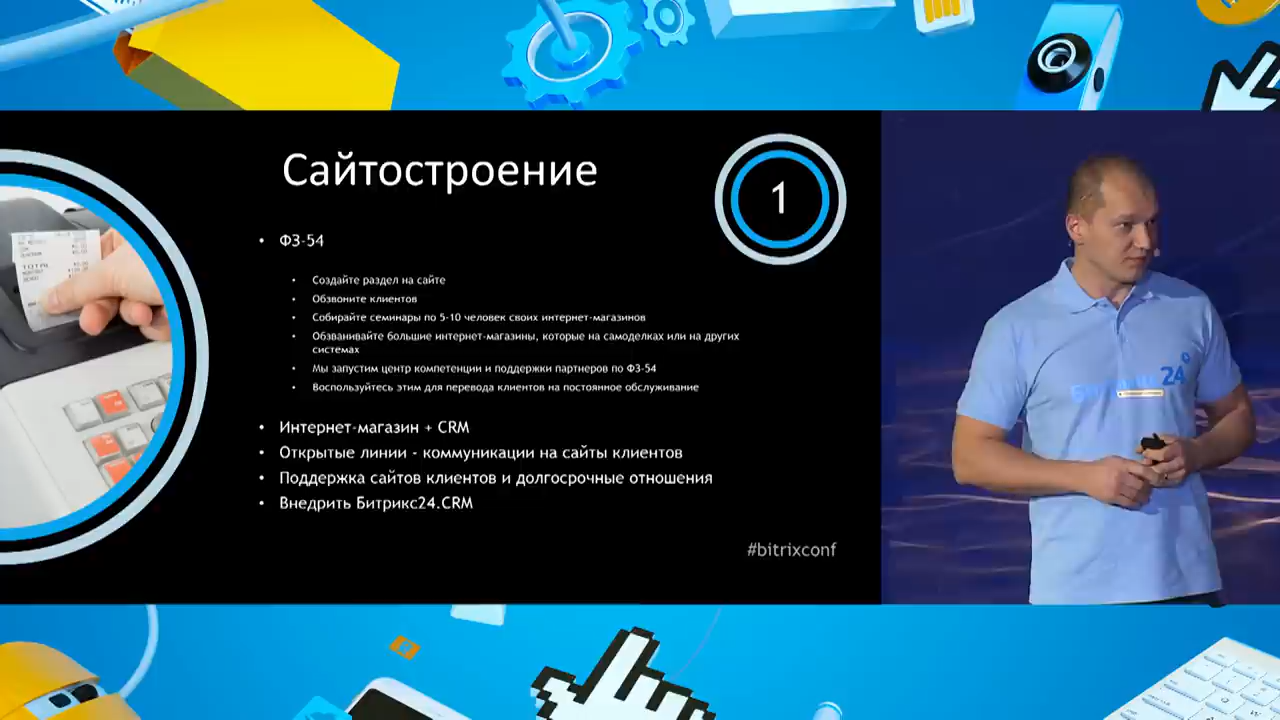 Сайтостроение
1
• ФЗ-54
• Создайте раздел на сайте
• Обзвоните клиентов
• Собирайте семинары по 5-10 человек своих интернет-магазинов
• Обзванивайте большие интернет-магазины, которые на самоделках или на других
системах
• Мы запустим центр компетенции и поддержки партнеров по ФЗ-54
• Воспользуйтесь этим для перевода клиентов на постоянное обслуживание
• Интернет-магазин + CRM
• Открытые линии - коммуникации на сайты клиентов
• Поддержка сайтов клиентов и долгосрочные отношения
• Внедрить Битрикс24.CRM
#bitrixconf
24